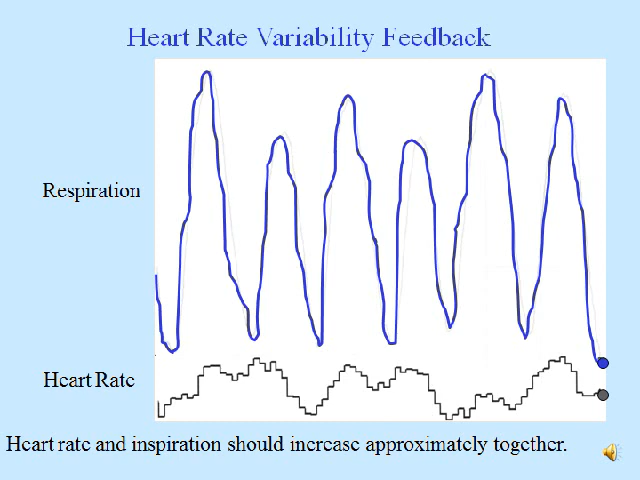 Heart Rate Variability Feedback
Respiration
Heart Rate
Heart rate and inspiration should increase approximately together.